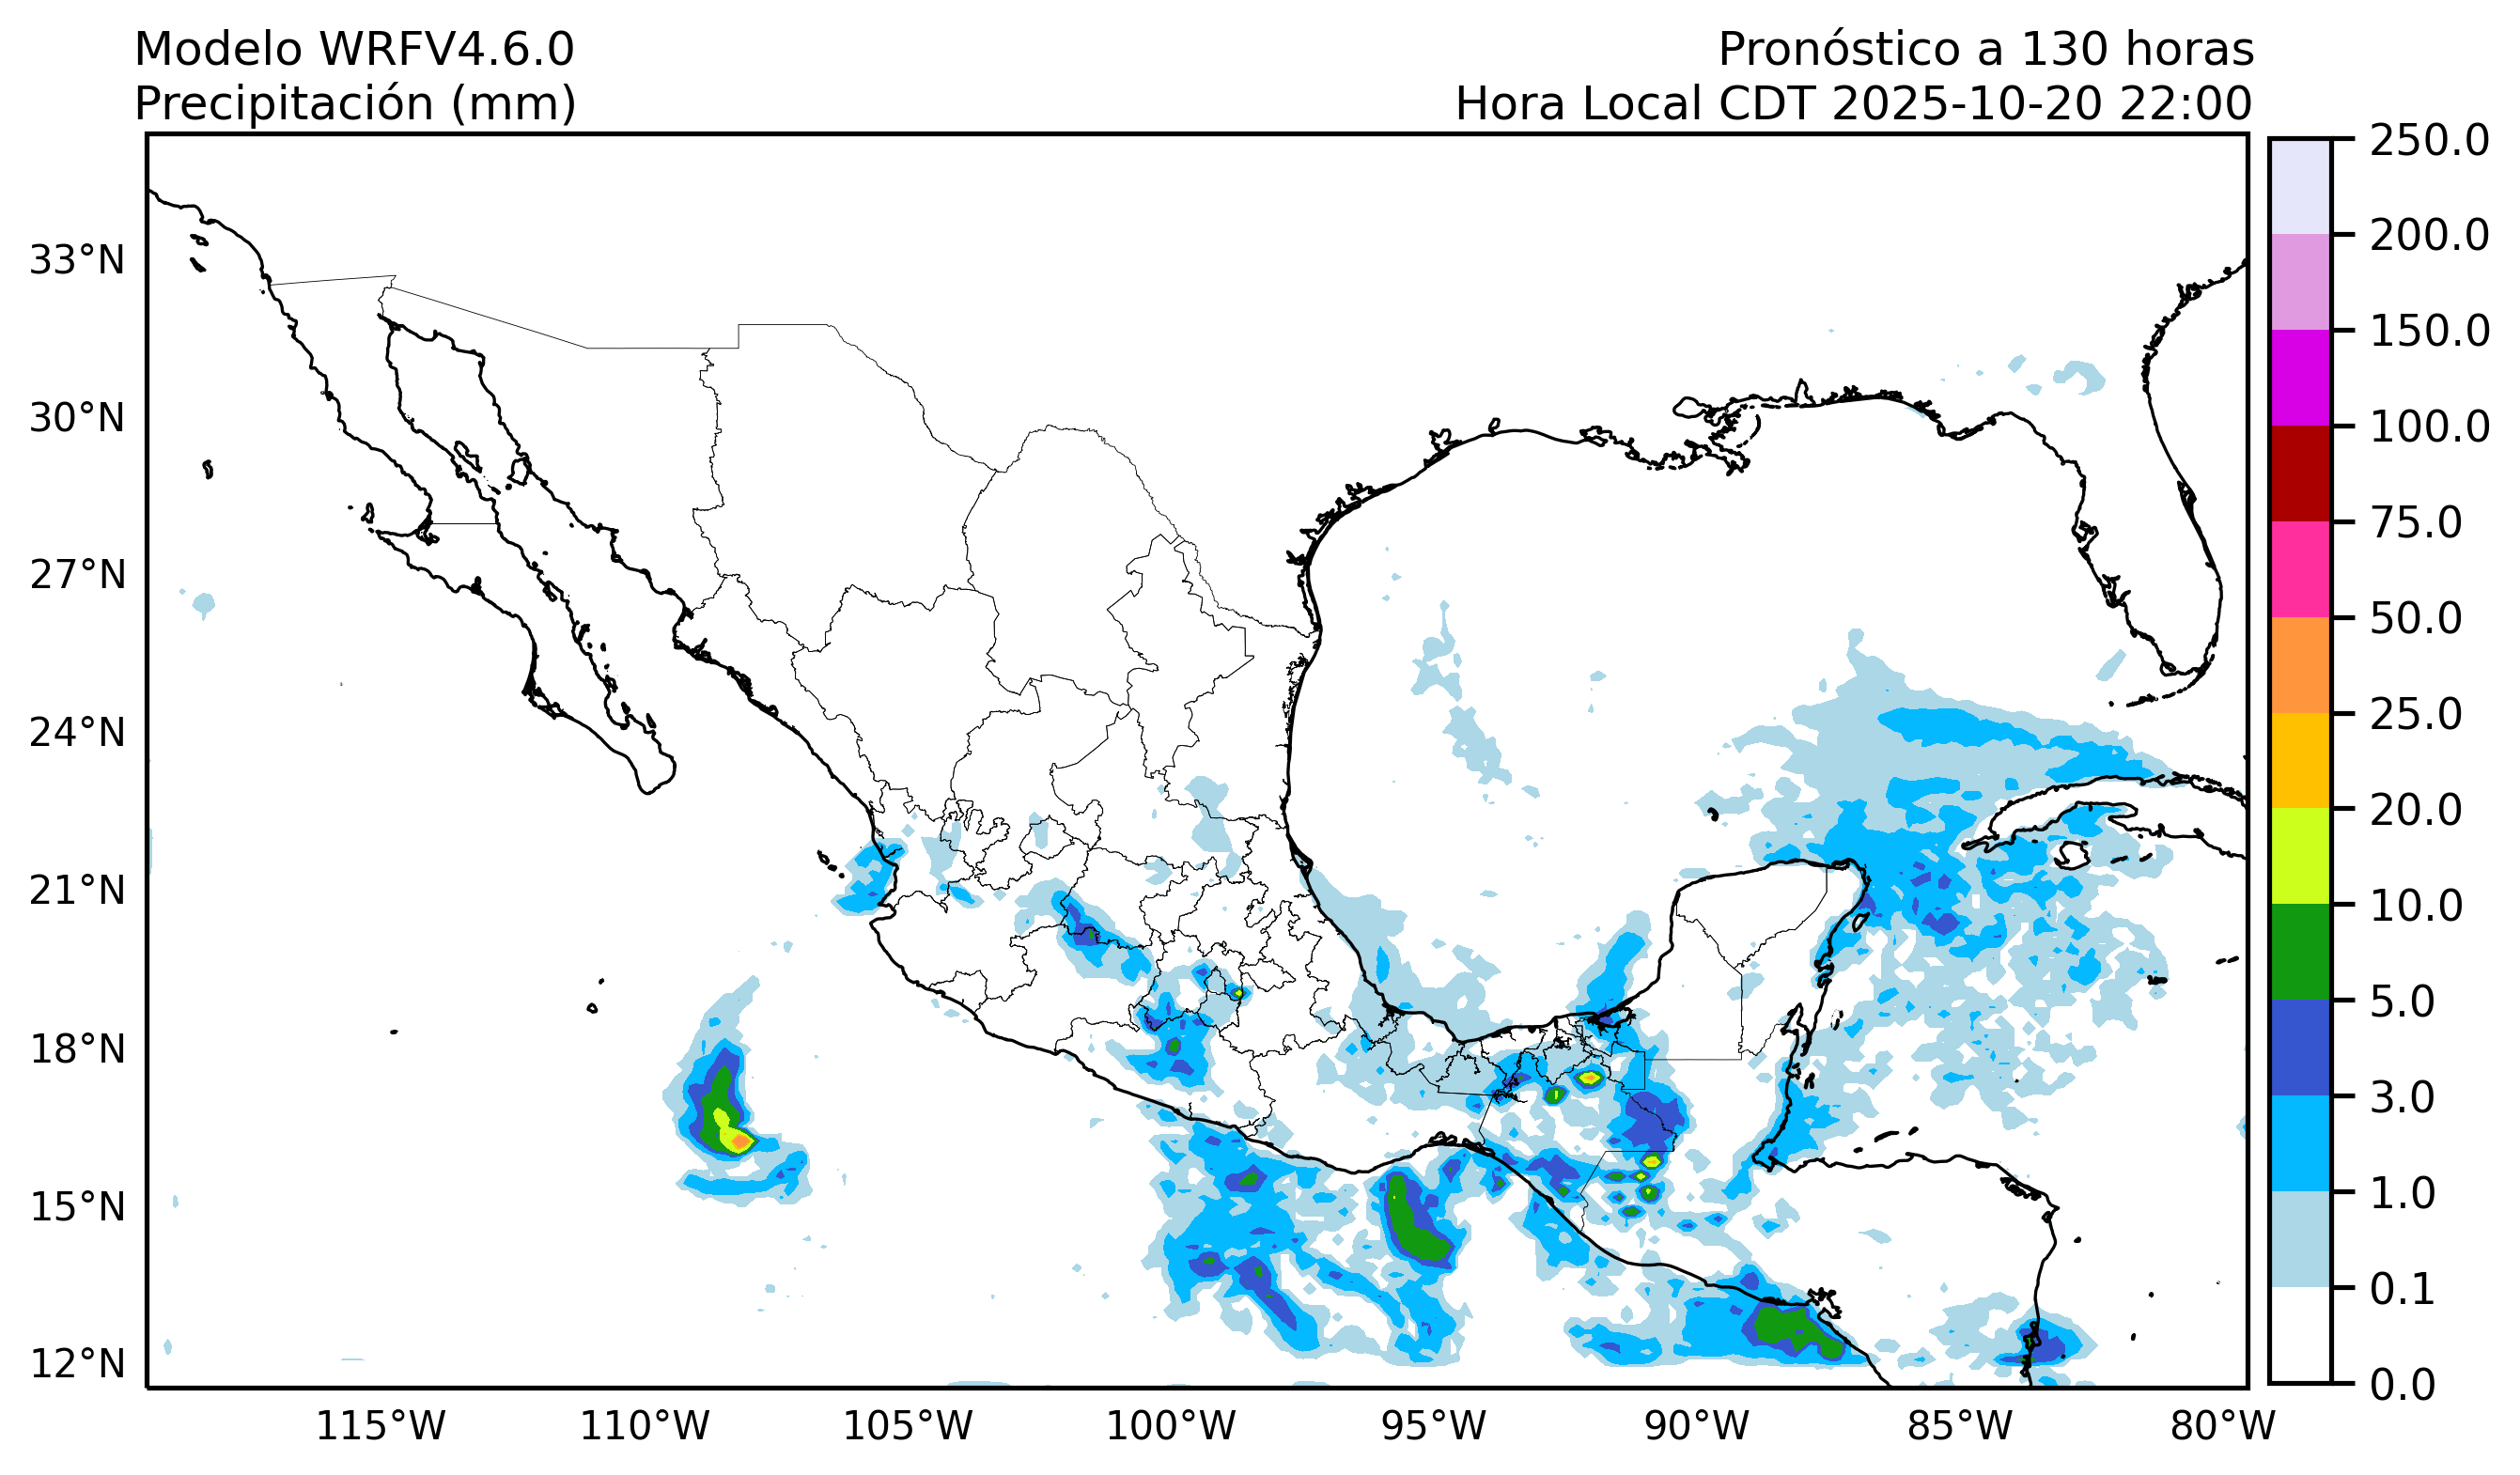 Modelo WRFV4.6.0
Precipitación (mm)
Pronóstico a 130 horas
Hora Local CDT 2025-10-20 22:00
33°N
30°N
27°N
24°N
21°N
18°N
15°N
12°N
115°W
110°W
105°W
100°W
95°W
90°W
85°W
80°W
250.0
200.0
150.0
100.0
75.0
50.0
25.0
20.0
10.0
5.0
3.0
1.0
0.1
0.0